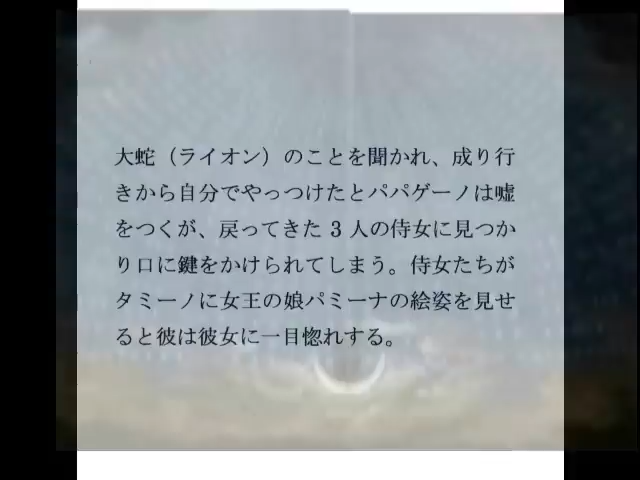 大蛇（ライオン）のことを聞かれ、成り行
きから自分でやっつけたとパパゲーノは嘘
をつくが、戻ってきた 3 人の侍女に見つか
り口に鍵をかけられてしまう。侍女たちが
タミーノに女王の娘パミーナの絵姿を見せ
ると彼は彼女に一目惚れする。